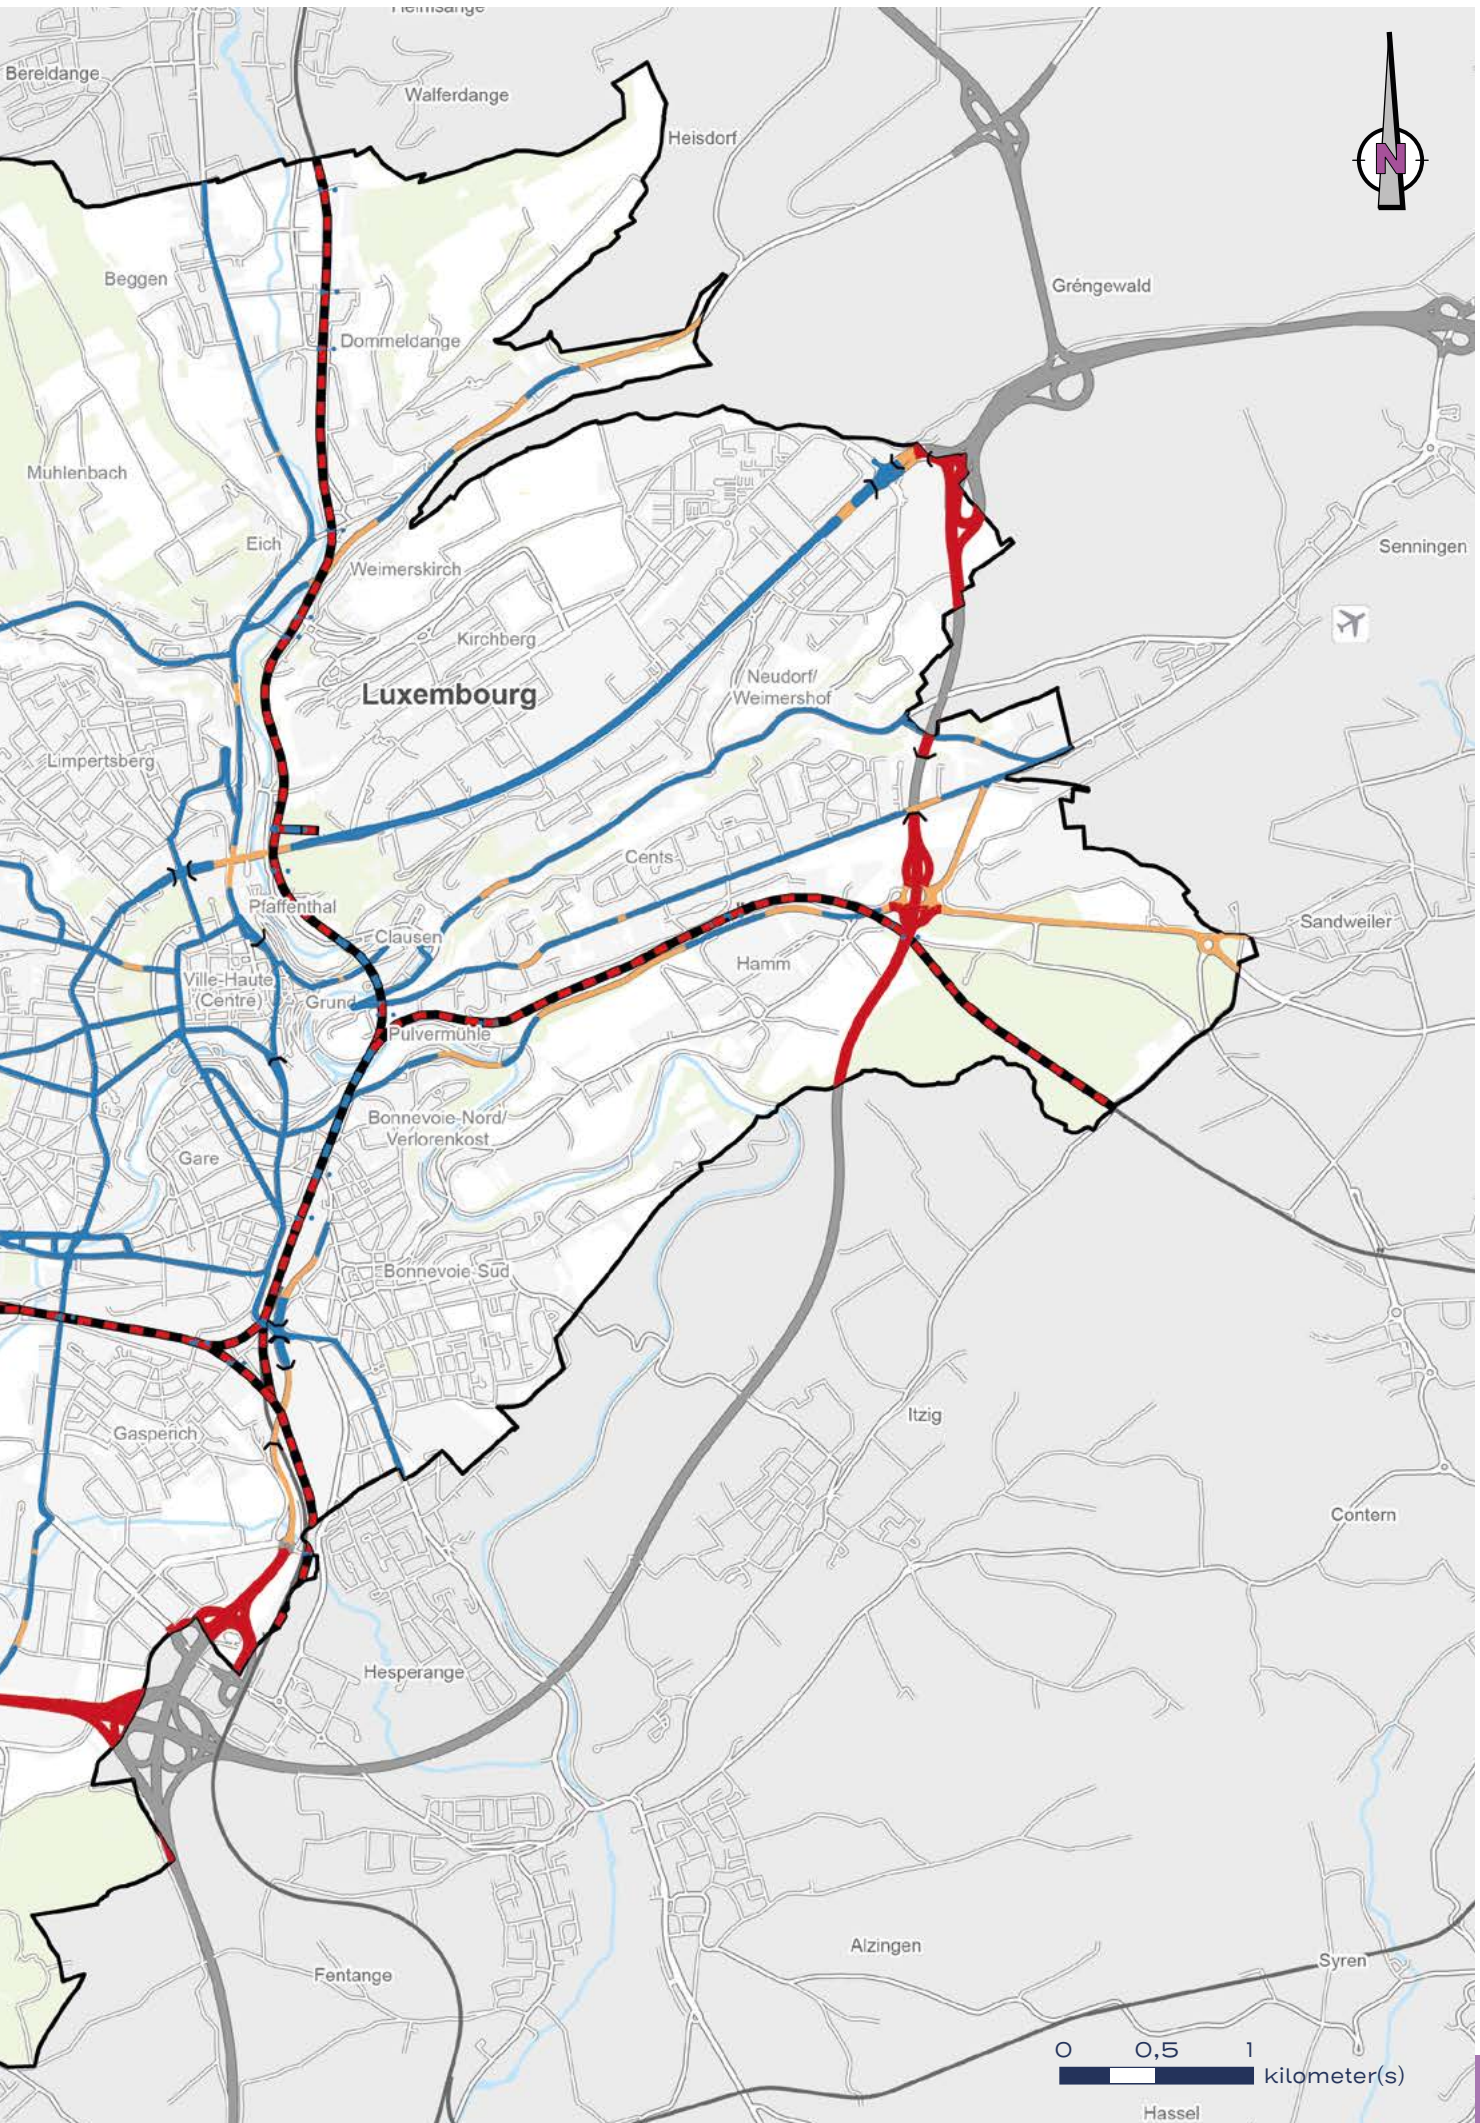 Bereldange
Walferdange
Heisdorf
N
Beggen
Gréngewald
Dommeldange
Muhlenbach
Eich
Weimerskirch
Senningen
Kirchberg
Luxembourg
Neudorf/
Weimershof
Limpertsberg
Cents
Pfaffenthal
Clausen
Sandweiler
Ville-Haute
(Centre)
Grund
Hamm
Pulvermühle
Bonnevoie-Nord/
Verlorenkost
Gare
Bonnevoie-Sud
Itzig
Gasperich
Contern
Hesperange
Alzingen
Syren
Fentange
0 0,5 1
kilometer(s)
Hassel